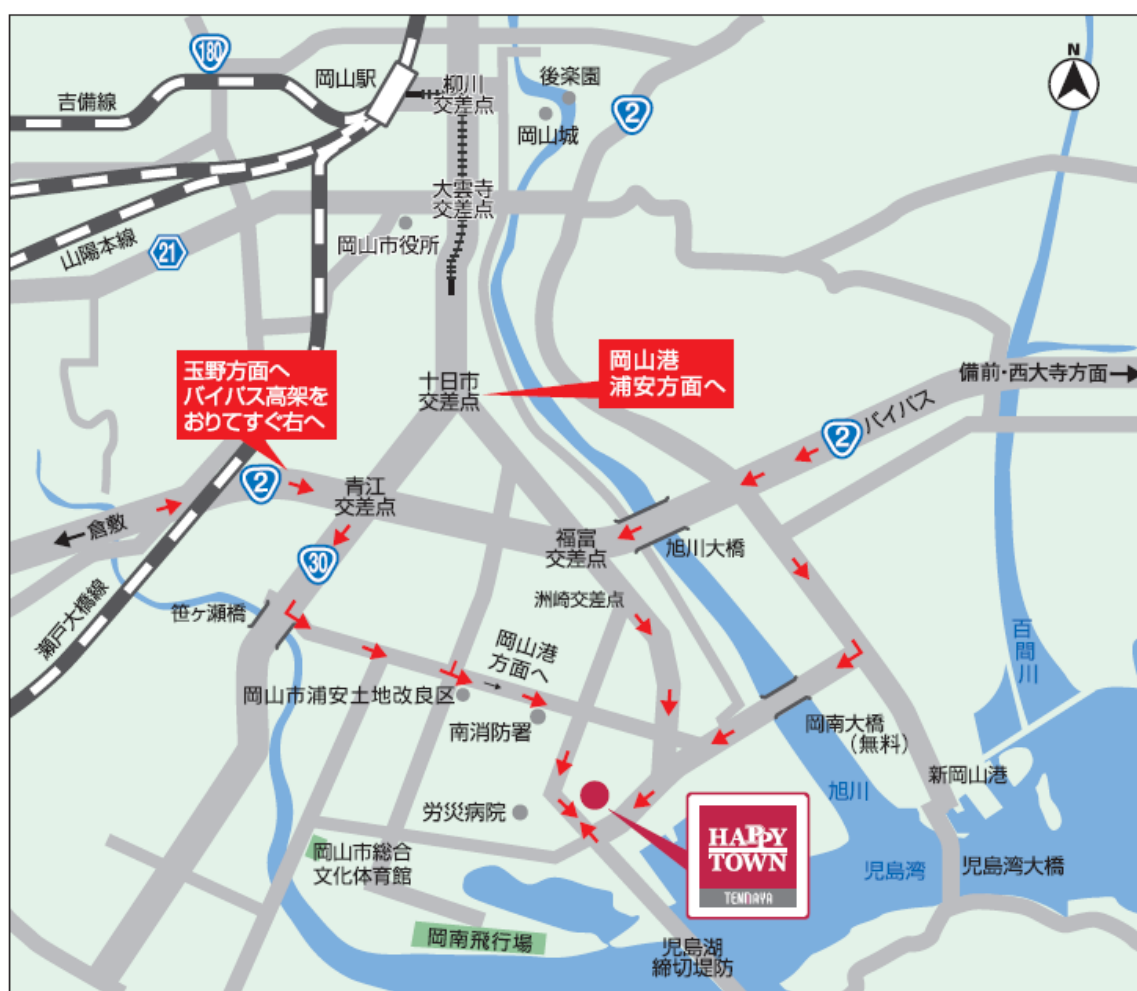 N
180
岡山駅
吉備線
柳川
交差点
後楽園
岡山城
2
大雲寺
交差点
岡山市役所
山陽本線
21
玉野方面へ
バイパス高架を
おりてすぐ右へ
十日市
交差点
岡山港
浦安方面へ
備前・西大寺方面→
2
バイパス
2
青江
交差点
←倉敷
福富
交差点
旭川大橋
30
洲崎交差点
笹ヶ瀬橋
瀬戸大橋線
岡山港
方面へ
→
百間川
岡山市浦安土地改良区
南消防署
岡南大橋
(無料)
新岡山港
旭川
労災病院
HAPPY
TOWN
TENMAYA
岡山市総合
文化体育館
児島湾
児島湾大橋
岡南飛行場
児島湖
締切堤防